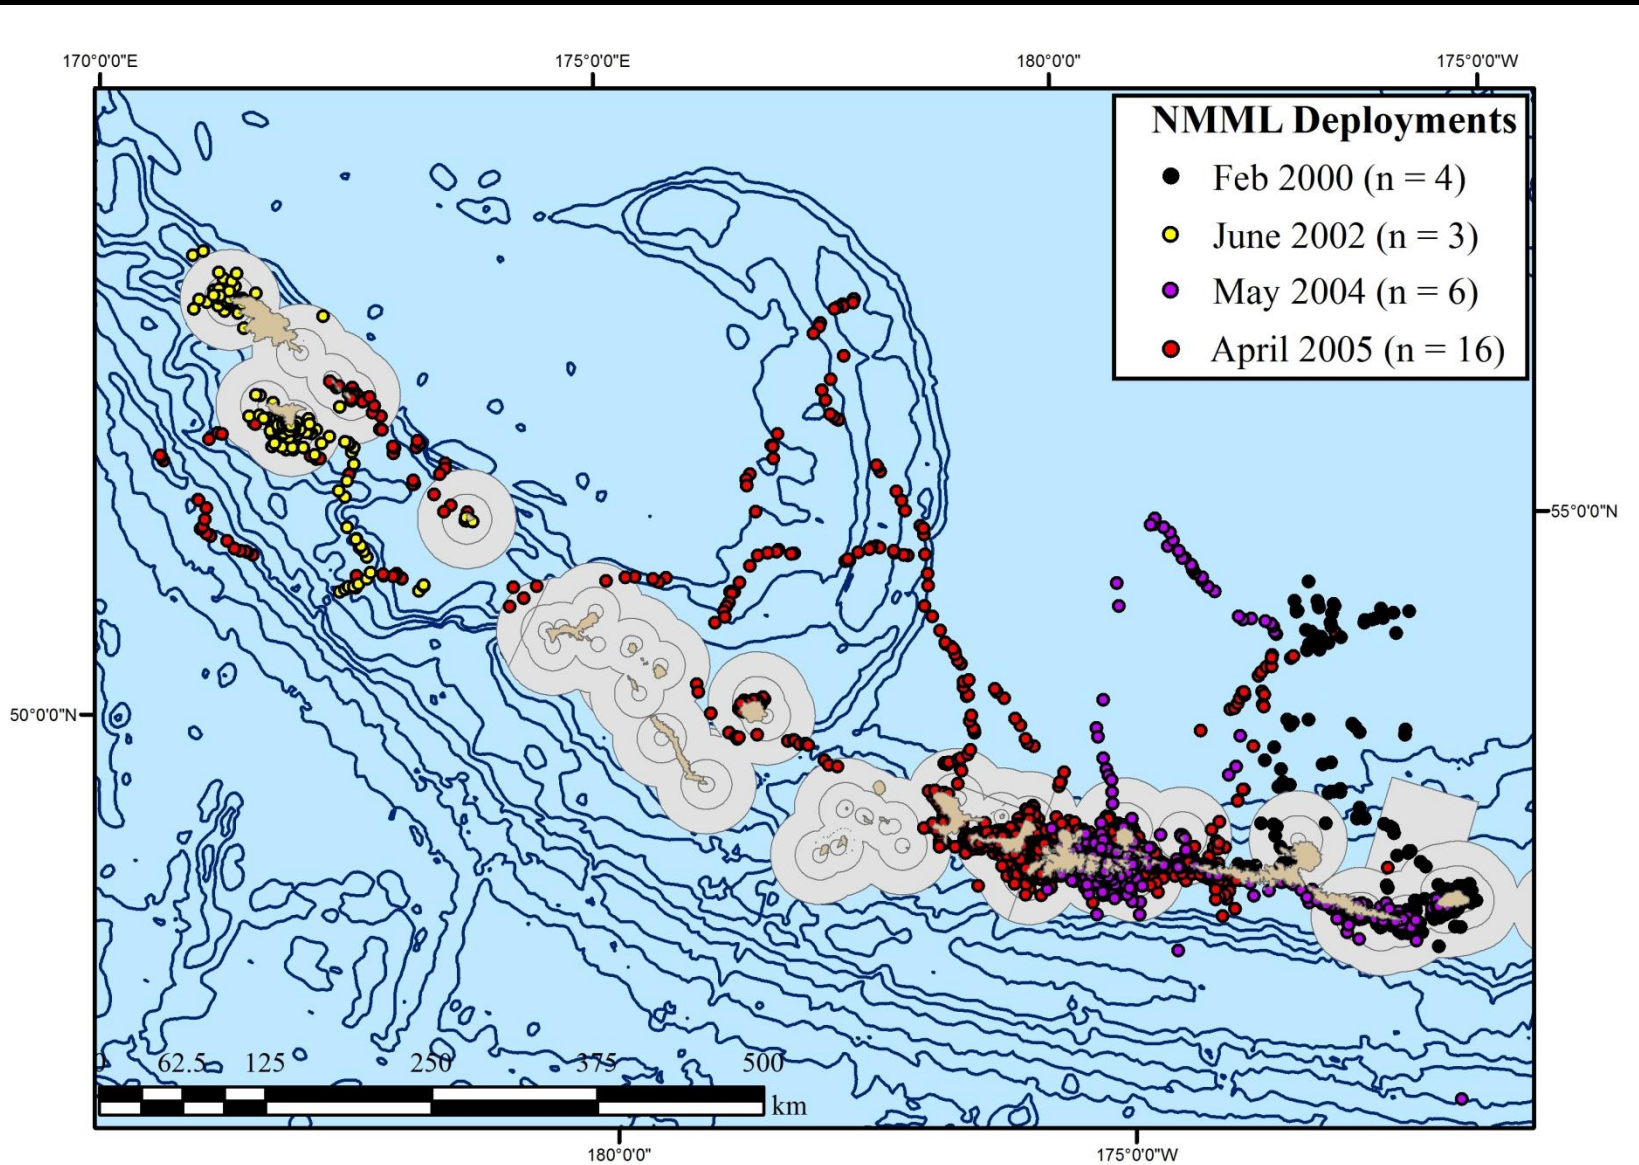 170°0'0"E 175°0'0"E 180°0'0" 175°0'0"W
NMML Deployments
Feb 2000 (n = 4)
June 2002 (n = 3)
May 2004 (n = 6)
April 2005 (n = 16)
55°0'0"N
50°0'0"N
0 62.5 125 250 375 500
km
180°0'0" 175°0'0"W